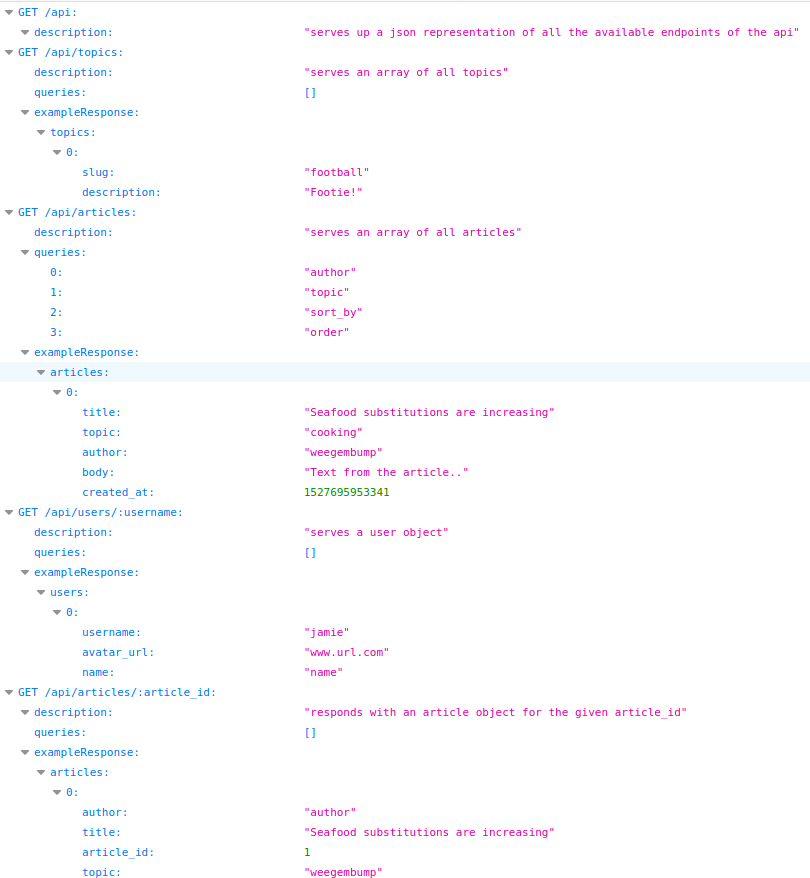 GET /api:
description: "serves up a json representation of all the available endpoints of the api"
GET /api/topics:
description: "serves an array of all topics"
queries: []
exampleResponse:
topics:
0:
slug: "football"
description: "Footie!"
GET /api/articles:
description: "serves an array of all articles"
queries:
0: "author"
1: "topic"
2: "sort_by"
3: "order"
exampleResponse:
articles:
0:
title: "Seafood substitutions are increasing"
topic: "cooking"
author: "weegembump"
body: "Text from the article.."
created_at: 1527695953341
GET /api/users/:username:
description: "serves a user object"
queries: []
exampleResponse:
users:
0:
username: "jamie"
avatar_url: "www.url.com"
name: "name"
GET /api/articles/:article_id:
description: "responds with an article object for the given article_id"
queries: []
exampleResponse:
articles:
0:
author: "author"
title: "Seafood substitutions are increasing"
article_id: 1
topic: "weegembump"